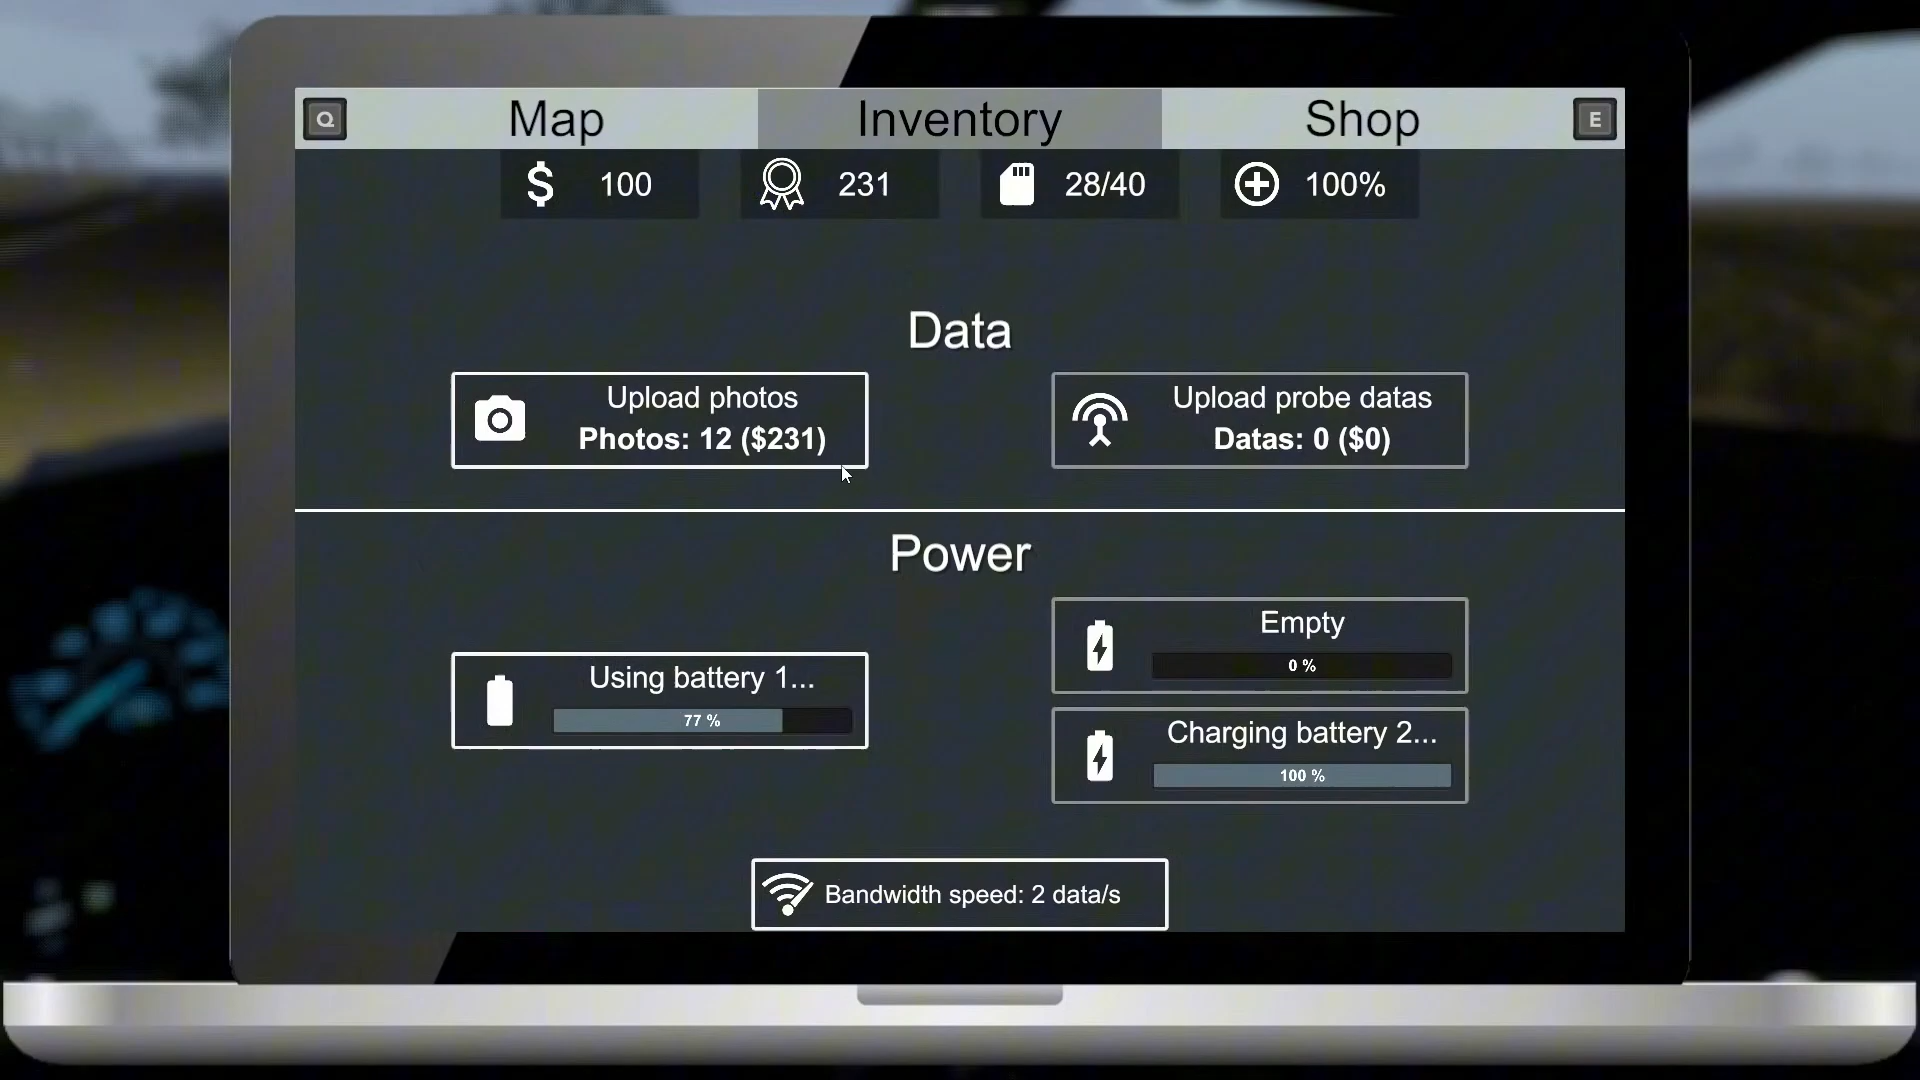 Q
Map
Inventory
Shop
E
$ 100
231
28/40
100%
Data
Upload photos
Photos: 12 ($231)
Upload probe datas
Datas: 0 ($0)
Power
Using battery 1...
77 %
Empty
0 %
Charging battery 2...
100 %
Bandwidth speed: 2 data/s